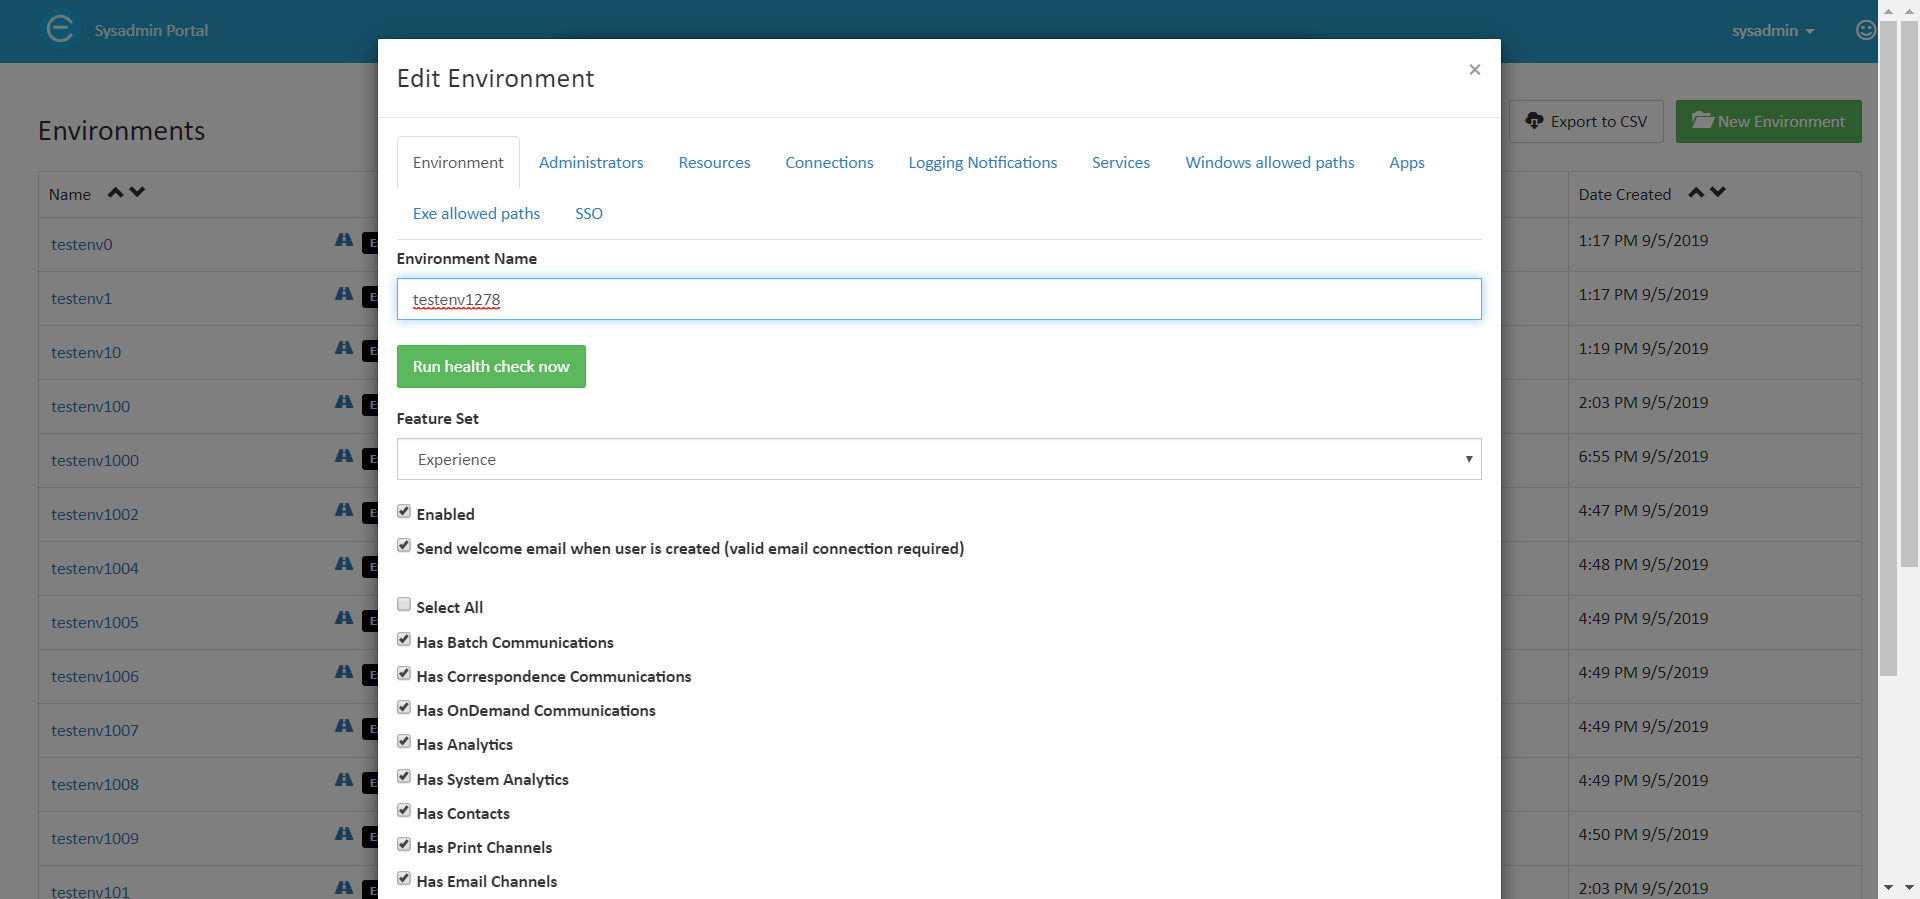 Sysadmin Portal
sysadmin
Edit Environment
×
Environments
Export to CSV
New Environment
Environment
Administrators
Resources
Connections
Logging Notifications
Services
Windows allowed paths
Apps
Exe allowed paths
SSO
Name
Date Created
Environment Name
testenv1278
Run health check now
Feature Set
Experience
Enabled
Send welcome email when user is created (valid email connection required)
Select All
Has Batch Communications
Has Correspondence Communications
Has OnDemand Communications
Has Analytics
Has System Analytics
Has Contacts
Has Print Channels
Has Email Channels
testenv0
1:17 PM 9/5/2019
testenv1
1:17 PM 9/5/2019
testenv10
1:19 PM 9/5/2019
testenv100
2:03 PM 9/5/2019
testenv1000
6:55 PM 9/5/2019
testenv1002
4:47 PM 9/5/2019
testenv1004
4:48 PM 9/5/2019
testenv1005
4:49 PM 9/5/2019
testenv1006
4:49 PM 9/5/2019
testenv1007
4:49 PM 9/5/2019
testenv1008
4:49 PM 9/5/2019
testenv1009
4:50 PM 9/5/2019
testenv101
2:03 PM 9/5/2019